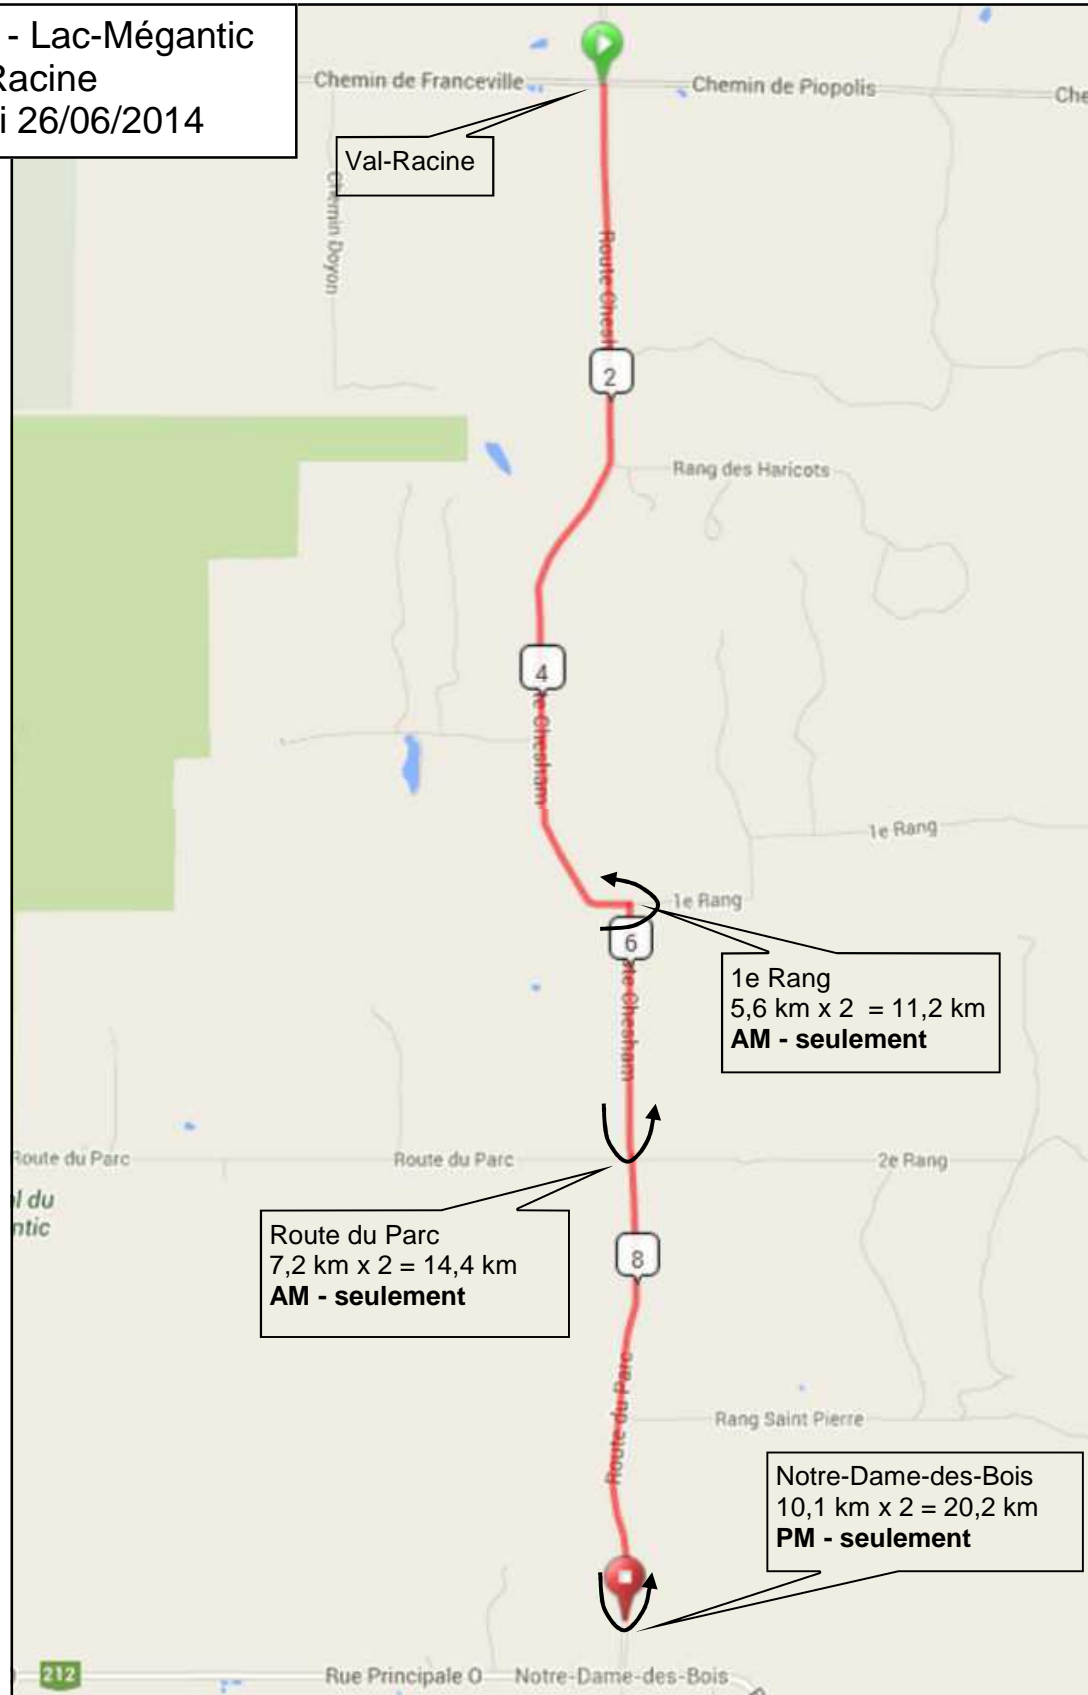 - Lac-Mégantic
Racine
i 26/06/2014
Chemin de Franceville
Chemin de Piopolis
Che
Val-Racine
Chemin Doyon
Route Chesh
2
Rang des Haricots
4
te Chesham
1e Rang
1e Rang
6
te Chesham
1e Rang
5,6 km x 2 = 11,2 km
AM - seulement
Route du Parc
Route du Parc
2e Rang
l du
ntic
Route du Parc
7,2 km x 2 = 14,4 km
AM - seulement
8
Route du Parc
Rang Saint Pierre
Notre-Dame-des-Bois
10,1 km x 2 = 20,2 km
PM - seulement
212
Rue Principale O
Notre-Dame-des-Bois